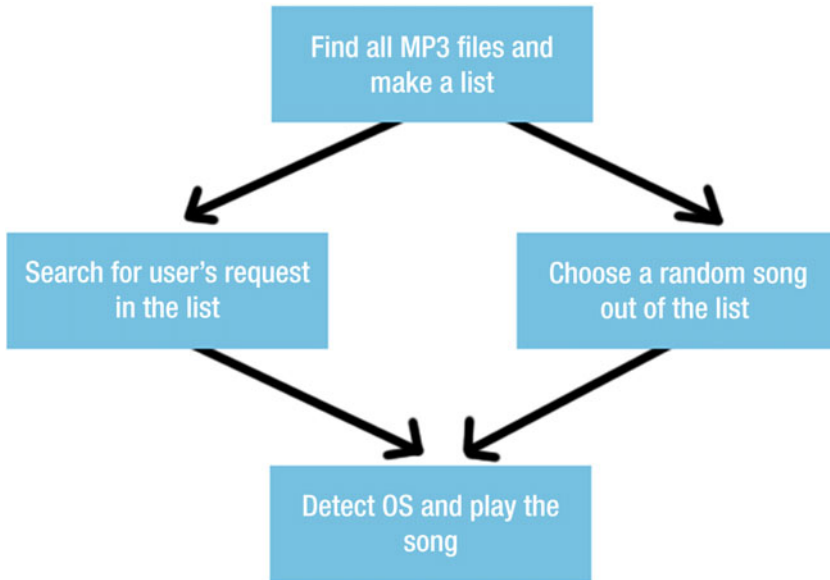 Find all MP3 files and
make a list
Search for user’s request
in the list
Choose a random song
out of the list
Detect OS and play the
song